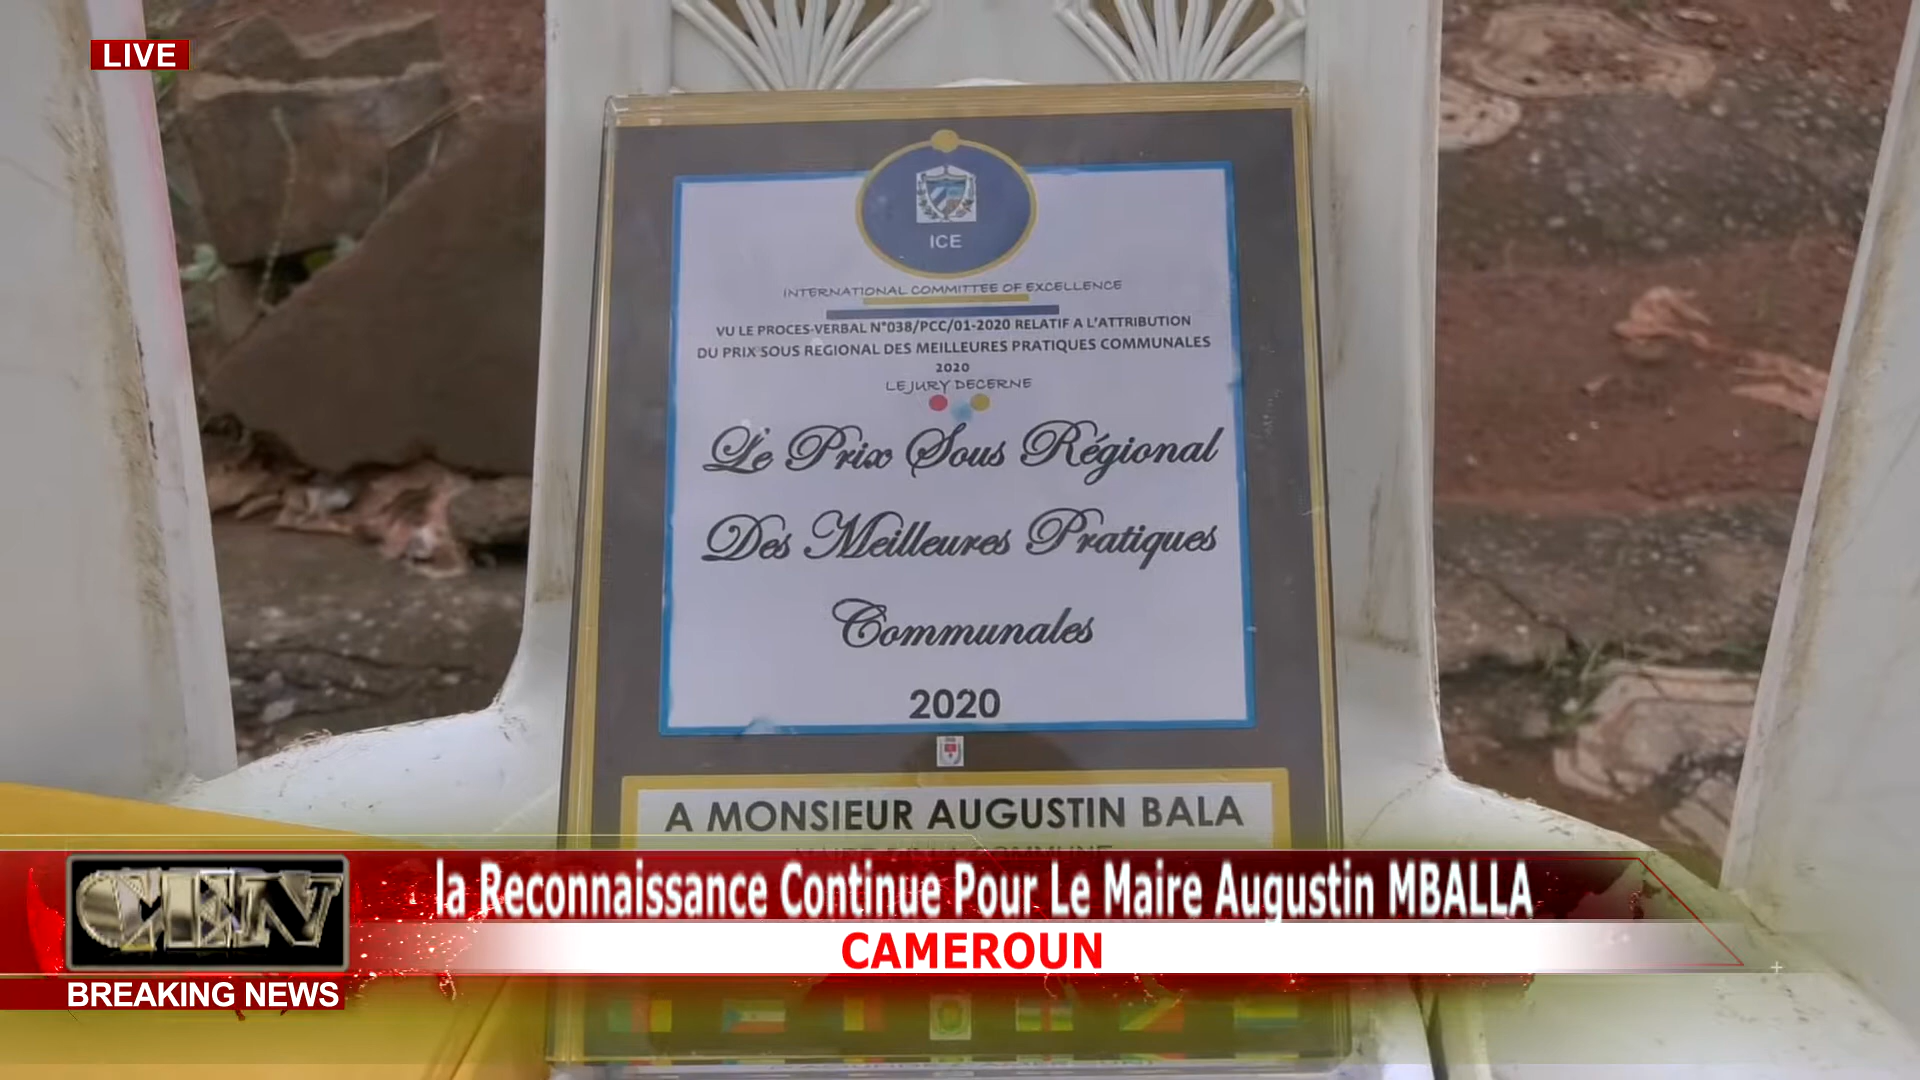 LIVE
ICE
INTERNATIONAL COMMITTEE OF EXCELLENCE
VU LE PROCES-VERBAL N°038/PCC/01-2020 RELATIF A L'ATTRIBUTION
DU PRIX SOUS REGIONAL DES MEILLEURES PRATIQUES COMMUNALES
2020
LE JURY DECERNE
Le Prix Sous Régional
Des Meilleures Pratiques
Communales
2020
A MONSIEUR AUGUSTIN BALA
la Reconnaissance Continue Pour Le Maire Augustin MBALLA
CEN
CAMEROUN
BREAKING NEWS